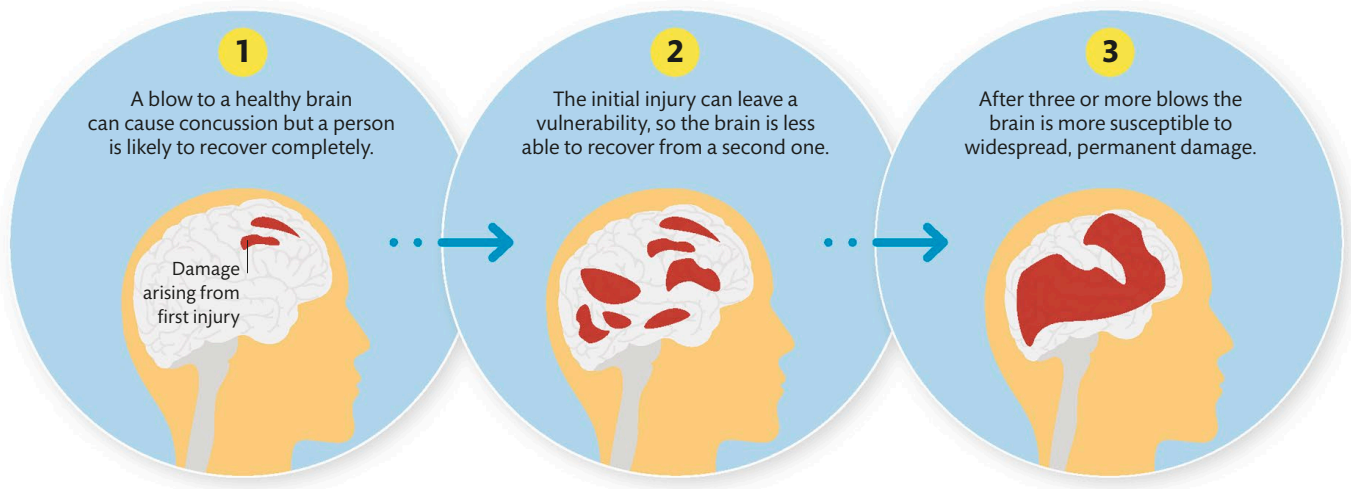 1
A blow to a healthy brain
can cause concussion but a person
is likely to recover completely.
Damage
arising from
first injury
2
The initial injury can leave a
vulnerability, so the brain is less
able to recover from a second one.
3
After three or more blows the
brain is more susceptible to
widespread, permanent damage.